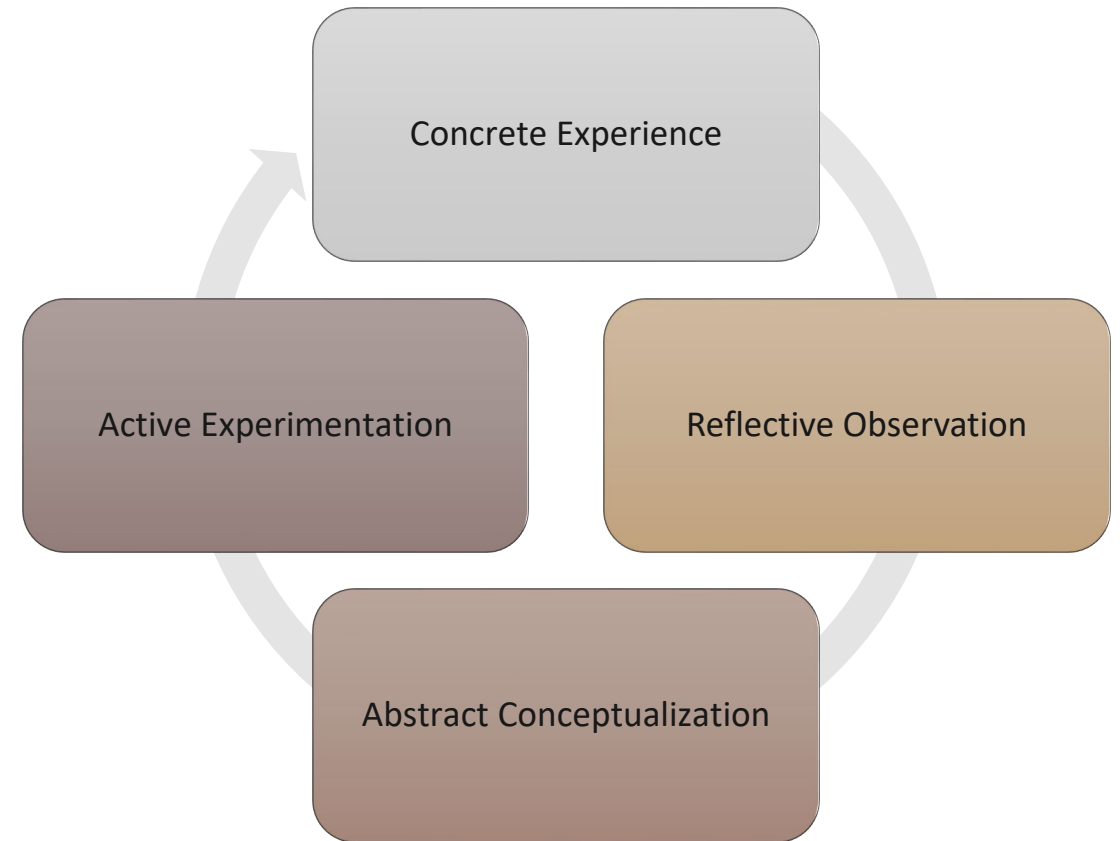 Concrete Experience
Active Experimentation
Reflective Observation
Abstract Conceptualization